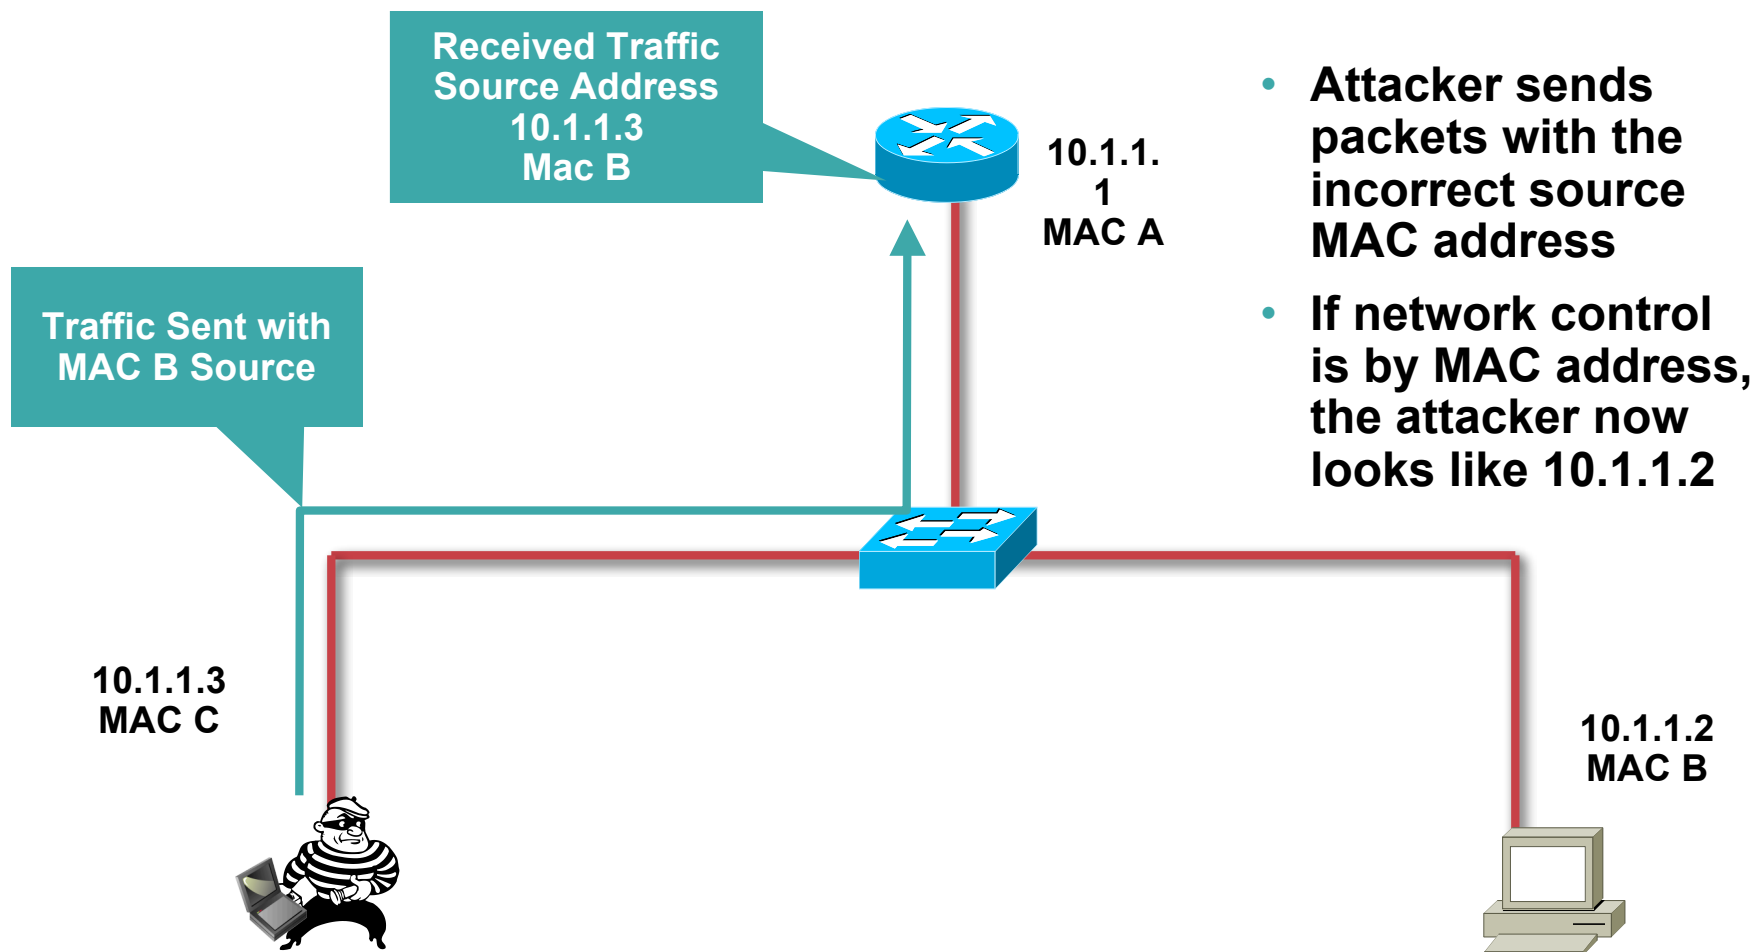 Received Traffic
Source Address
10.1.1.3
Mac B
10.1.1.
1
MAC A
Traffic Sent with
MAC B Source
10.1.1.3
MAC C
10.1.1.2
MAC B
• Attacker sends
packets with the
incorrect source
MAC address
• If network control
is by MAC address,
the attacker now
looks like 10.1.1.2